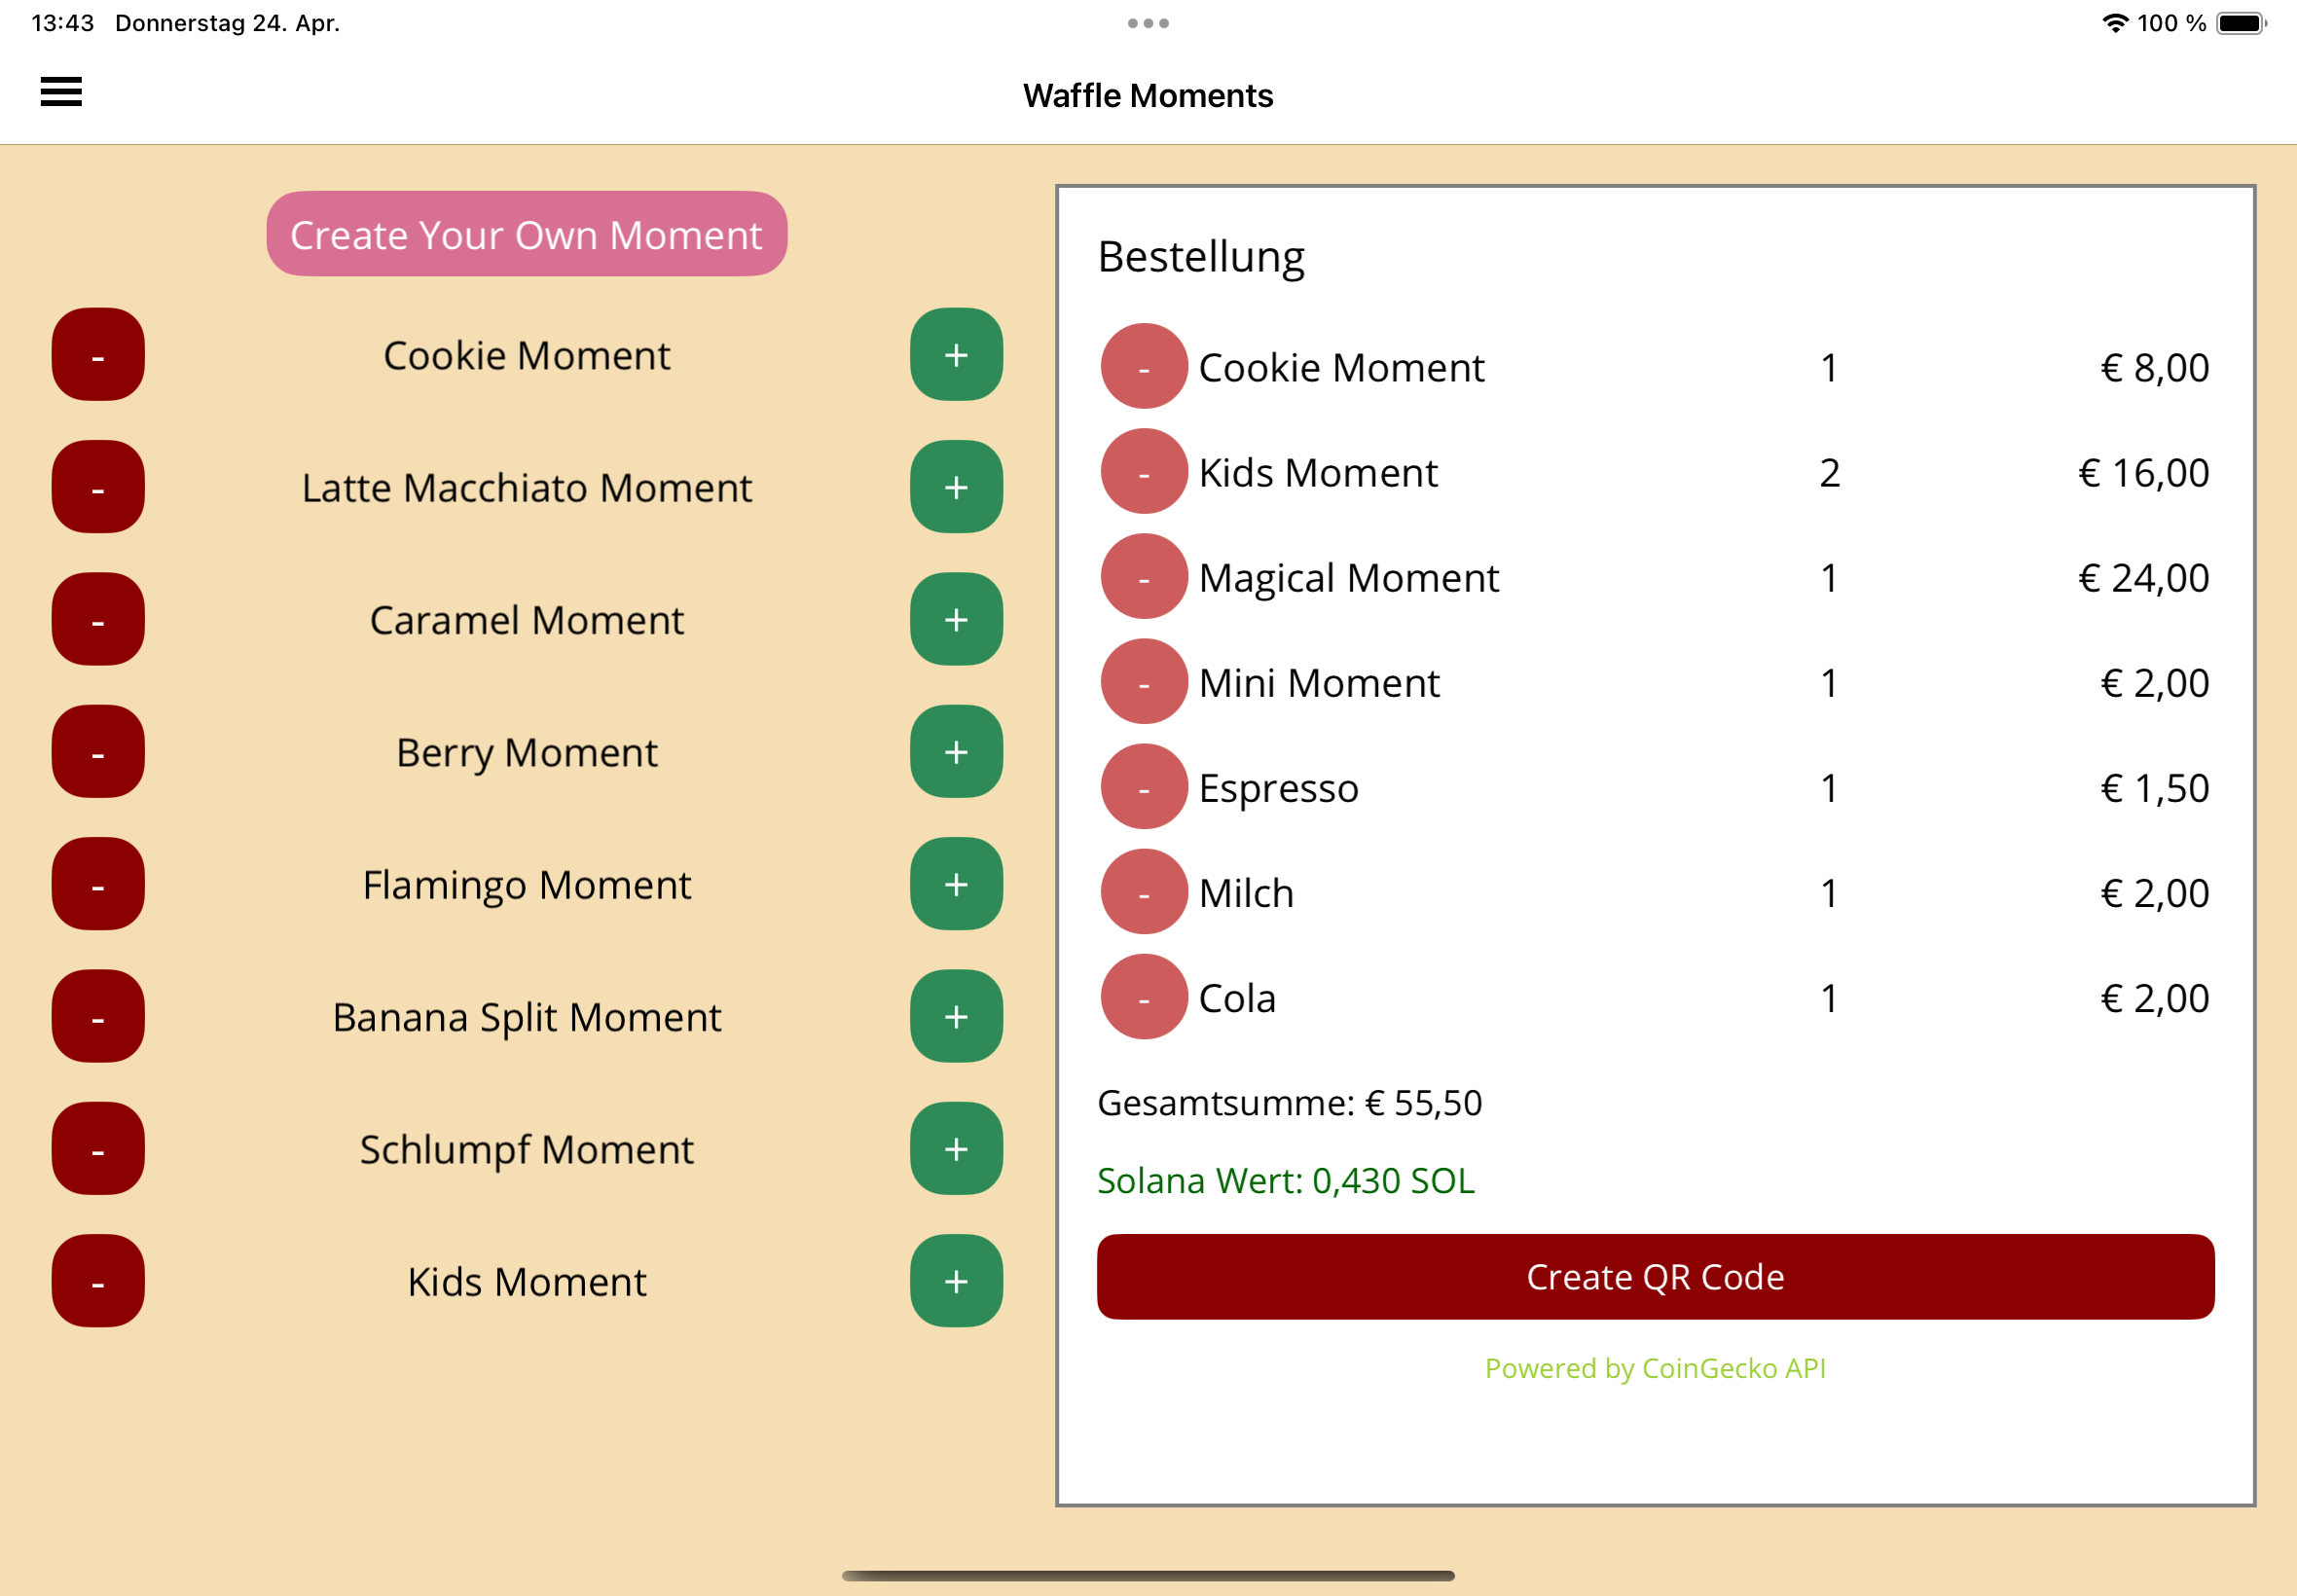 13:43 Donnerstag 24. Apr.
100 %
Waffle Moments
Create Your Own Moment
- Cookie Moment +
- Latte Macchiato Moment +
- Caramel Moment +
- Berry Moment +
- Flamingo Moment +
- Banana Split Moment +
- Schlumpf Moment +
- Kids Moment +
Bestellung
- Cookie Moment 1 € 8,00
- Kids Moment 2 € 16,00
- Magical Moment 1 € 24,00
- Mini Moment 1 € 2,00
- Espresso 1 € 1,50
- Milch 1 € 2,00
- Cola 1 € 2,00
Gesamtsumme: € 55,50
Solana Wert: 0,430 SOL
Create QR Code
Powered by CoinGecko API